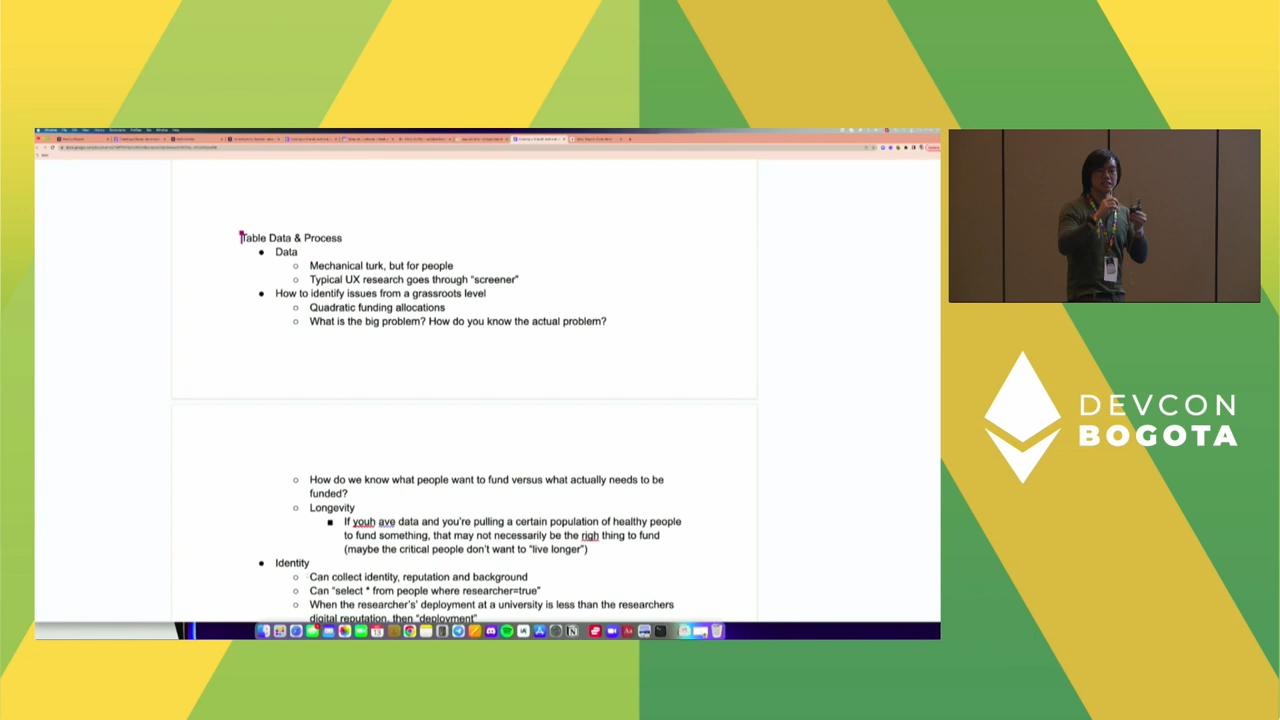 Table Data & Process
● Data
○ Mechanical turk, but for people
○ Typical UX research goes through “screener”
● How to identify issues from a grassroots level
○ Quadratic funding allocations
○ What is the big problem? How do you know the actual problem?
○ How do we know what people want to fund versus what actually needs to be
funded?
○ Longevity
■ If youh ave data and you’re pulling a certain population of healthy people
to fund something, that may not necessarily be the righ thing to fund
(maybe the critical people don’t want to “live longer”)
● Identity
○ Can collect identity, reputation and background
○ Can “select * from people where researcher=true”
○ When the researcher’s’ deployment at a university is less than the researchers
digital reputation, then “deployment”
DEVCON
BOGOTA